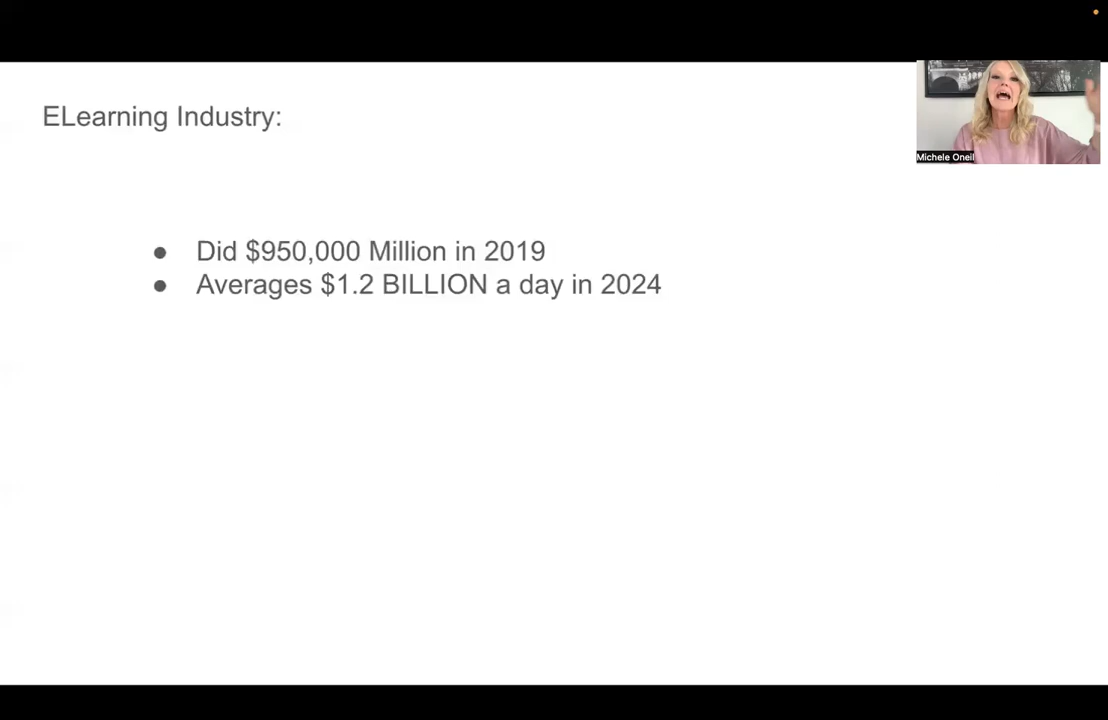 ELearning Industry:
Michele Oneil
● Did $950,000 Million in 2019
● Averages $1.2 BILLION a day in 2024